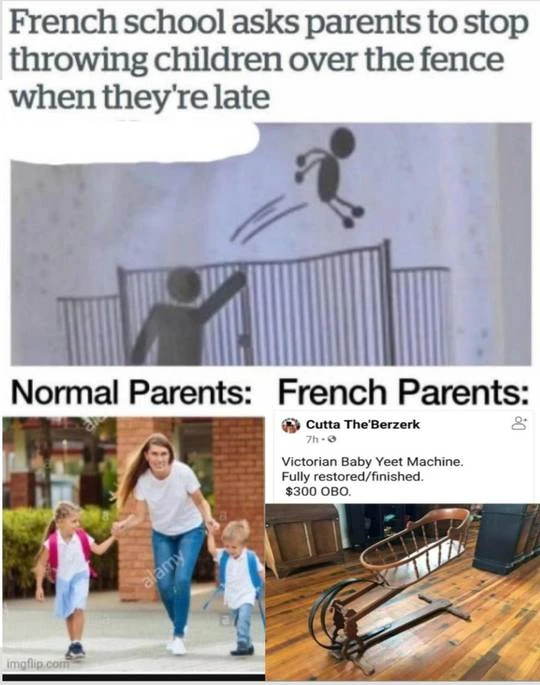 French school asks parents to stop
throwing children over the fence
when they're late
Normal Parents: French Parents:
Cutta The'Berzerk
7h
Victorian Baby Yeet Machine.
Fully restored/finished.
$300 OBO.
alamy
a
imgflip.com